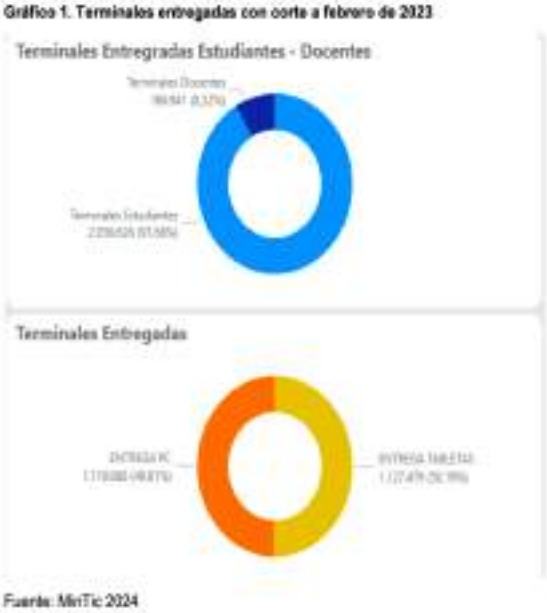 Gráfico 1. Terminales entregadas con corte a febrero de 2023
Terminales Entregradas Estudiantes - Docentes
Terminales Docentes
Terminales Estudiantes
Terminales Entregadas
ENTREGA PC
ENTREGA TABLETAS
Fuente: MinTic 2024